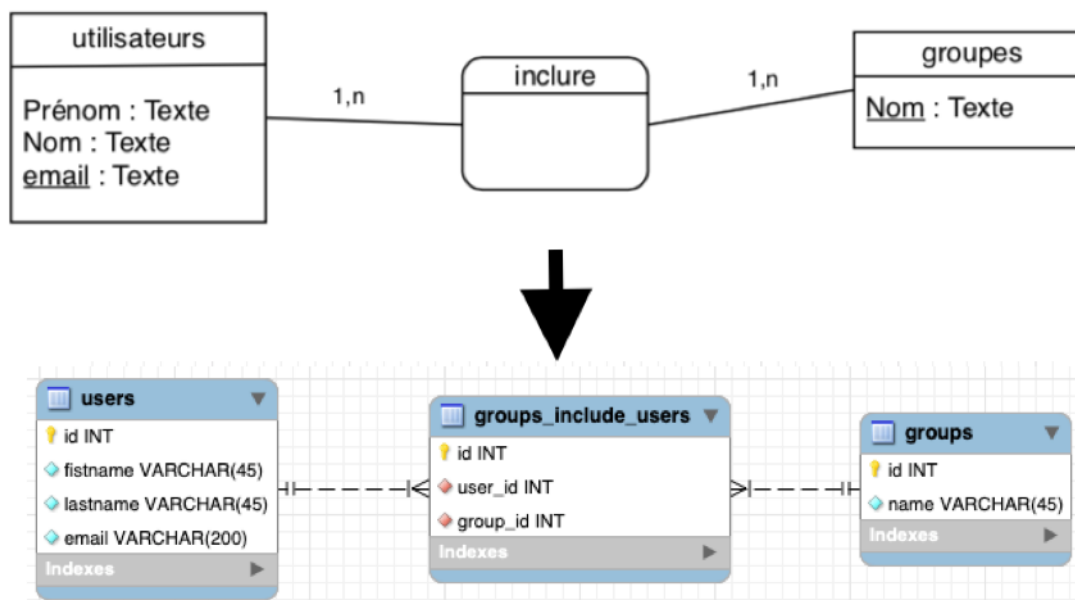 utilisateurs
Prénom : Texte
Nom : Texte
email : Texte
1,n
inclure
1,n
groupes
Nom : Texte
users
id INT
fistname VARCHAR(45)
lastname VARCHAR(45)
email VARCHAR(200)
Indexes
groups_include_users
id INT
user_id INT
group_id INT
Indexes
groups
id INT
name VARCHAR(45)
Indexes